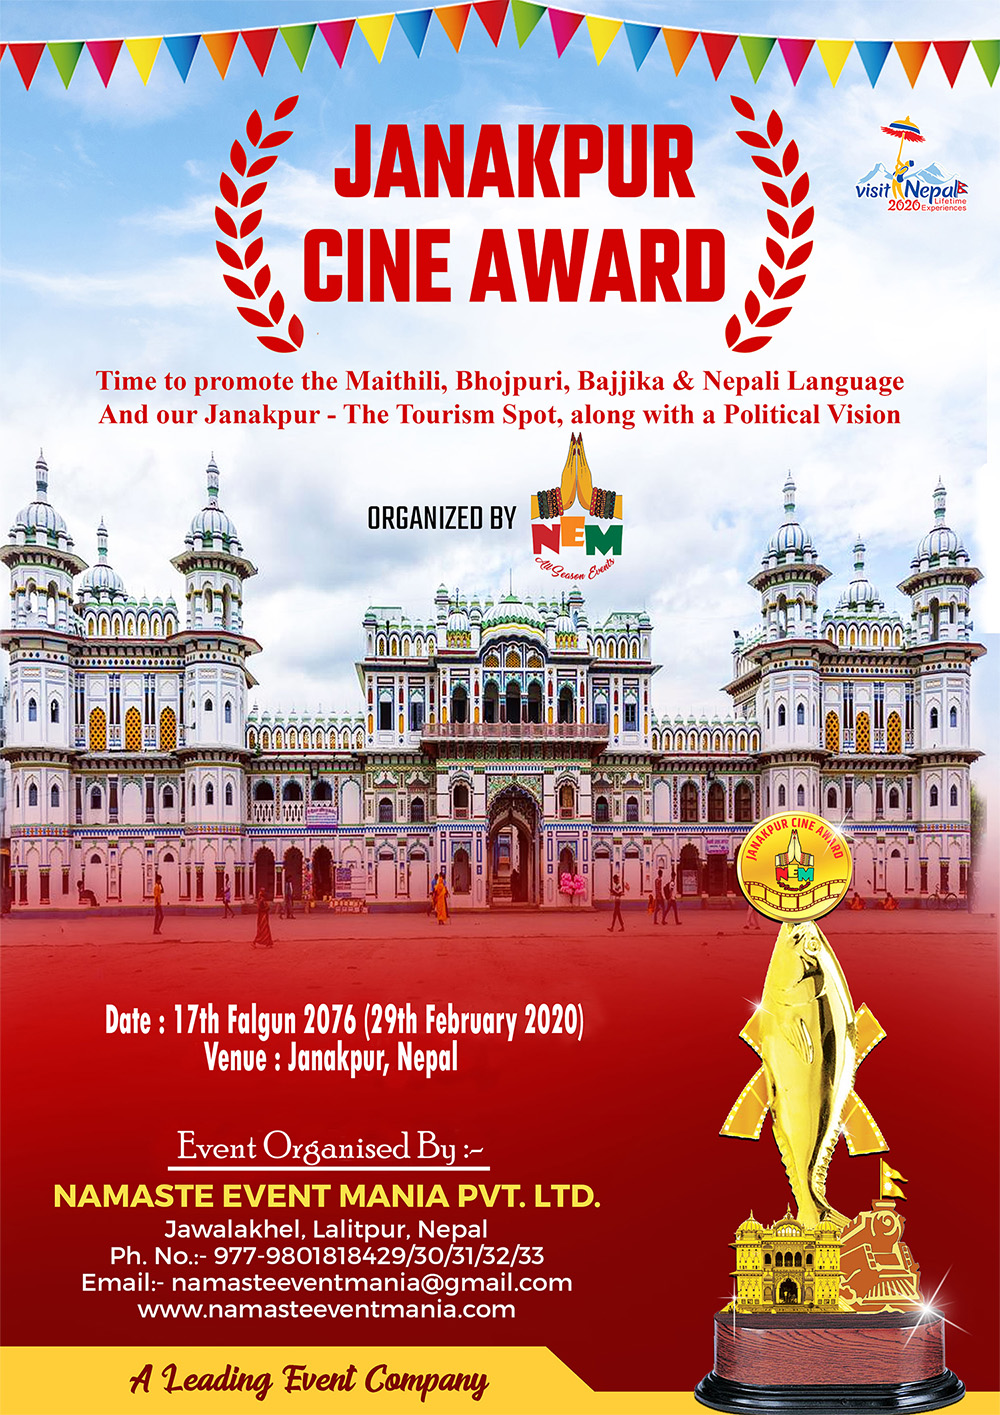 JANAKPUR
CINE AWARD
visit Nepal
Lifetime
2020 Experiences
Time to promote the Maithili, Bhojpuri, Bajjika & Nepali Language
And our Janakpur - The Tourism Spot, along with a Political Vision
ORGANIZED BY
NEM
All Season Events
JANAKPUR CINE AWARD
NEM
Date : 17th Falgun 2076 (29th February 2020)
Venue : Janakpur, Nepal
Event Organised By :-
NAMASTE EVENT MANIA PVT. LTD.
Jawalakhel, Lalitpur, Nepal
Ph. No.:- 977-9801818429/30/31/32/33
Email:- namasteeventmania@gmail.com
www.namasteeventmania.com
A Leading Event Company